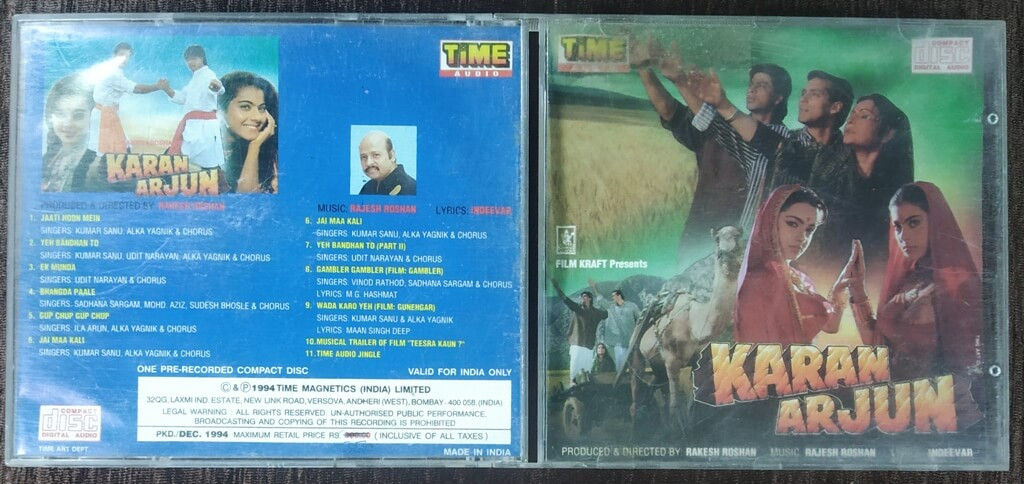 TIME
AUDIO
KARAN
ARJUN
PRODUCED & DIRECTED BY RAKESH ROSHAN
MUSIC: RAJESH ROSHAN LYRICS: INDEEVAR
1. JAATI HOON MEIN
SINGERS: KUMAR SANU, ALKA YAGNIK & CHORUS
2. YEH BANDHAN TO
SINGERS: KUMAR SANU, UDIT NARAYAN, ALKA YAGNIK & CHORUS
3. EK MUNDA
SINGERS: UDIT NARAYAN & CHORUS
4. BHANGDA PAALE
SINGERS: SADHANA SARGAM, MOHD. AZIZ, SUDESH BHOSLE & CHORUS
5. GUP CHUP GUP CHUP
SINGERS: ILA ARUN, ALKA YAGNIK & CHORUS
6. JAI MAA KALI
SINGERS: KUMAR SANU, ALKA YAGNIK & CHORUS
6. JAI MAA KALI
SINGERS: KUMAR SANU, ALKA YAGNIK & CHORUS
7. YEH BANDHAN TO (PART II)
SINGERS: UDIT NARAYAN & CHORUS
8. GAMBLER GAMBLER (FILM: GAMBLER)
SINGERS: VINOD RATHOD, SADHANA SARGAM & CHORUS
LYRICS: M.G. HASHMAT
9. WADA KARO YEH (FILM: GUNEHGAR)
SINGERS: KUMAR SANU & ALKA YAGNIK
LYRICS: MAAN SINGH DEEP
10. MUSICAL TRAILER OF FILM "TEESRA KAUN ?"
11. TIME AUDIO JINGLE
ONE PRE-RECORDED COMPACT DISC VALID FOR INDIA ONLY
© & ℗ 1994 TIME MAGNETICS (INDIA) LIMITED
32QG, LAXMI IND. ESTATE, NEW LINK ROAD, VERSOVA, ANDHERI (WEST), BOMBAY - 400 058. (INDIA)
LEGAL WARNING : ALL RIGHTS RESERVED. UN-AUTHORISED PUBLIC PERFORMANCE,
BROADCASTING AND COPYING OF THIS RECORDING IS PROHIBITED
PKD./DEC. 1994 MAXIMUM RETAIL PRICE RS (INCLUSIVE OF ALL TAXES)
COMPACT
disc
DIGITAL AUDIO
TIME ART DEPT
MADE IN INDIA
TIME
COMPACT
disc
DIGITAL AUDIO
FILM KRAFT Presents
KARAN
ARJUN
PRODUCED & DIRECTED BY RAKESH ROSHAN MUSIC RAJESH ROSHAN INDEEVAR